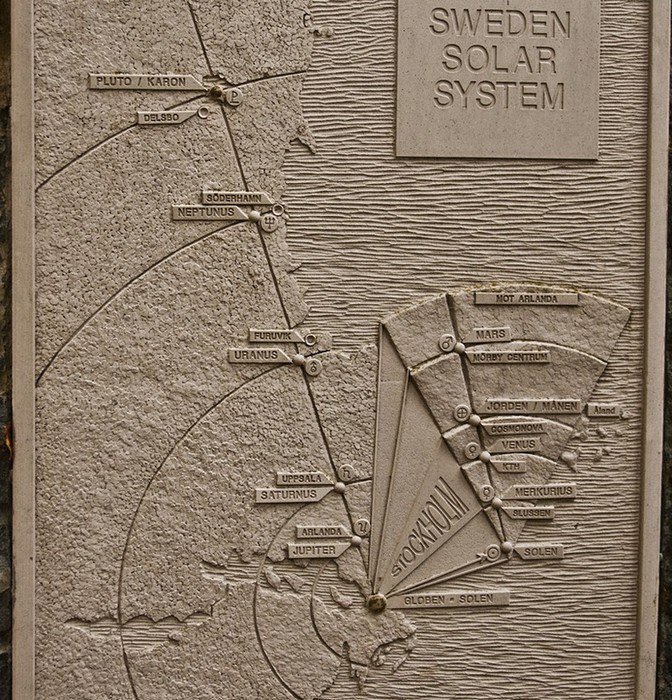 SWEDEN
SOLAR
SYSTEM
PLUTO / KARON
DELSBO
SÖDERHAMN
NEPTUNUS
FURUVIK
URANUS
UPPSALA
SATURNUS
ARLANDA
JUPITER
MOT ARLANDA
MARS
MÖRBY CENTRUM
JORDEN / MÅNEN
Åland
COSMONOVA
VENUS
KTH
MERKURIUS
SLUSSEN
SOLEN
STOCKHOLM
GLOBEN - SOLEN